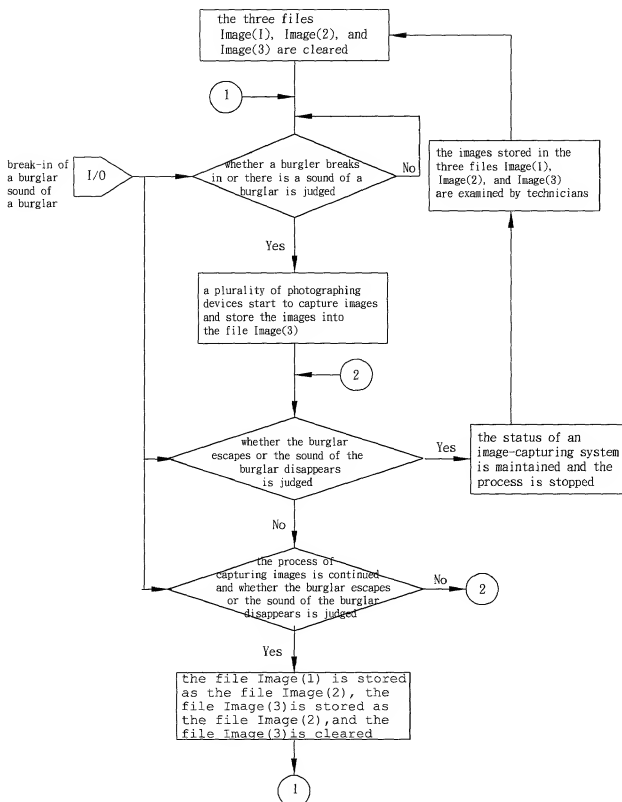 the three files
Image(1), Image(2), and
Image(3) are cleared
1
whether a burgler breaks
in or there is a sound of a
burglar is judged
No
break-in of
a burglar
sound of
a burglar
I/O
the images stored in the
three files Image(1),
Image(2), and Image(3)
are examined by technicians
Yes
a plurality of photographing
devices start to capture images
and store the images into
the file Image(3)
2
whether the burglar
escapes or the sound of the
burglar disappears
is judged
Yes
the status of an
image-capturing system
is maintained and the
process is stopped
No
the process of
capturing images is continued
and whether the burglar escapes
or the sound of the burglar
disappears is judged
No
2
Yes
the file Image(1) is stored
as the file Image(2), the
file Image(3)is stored as
the file Image(2),and the
file Image(3)is cleared
1